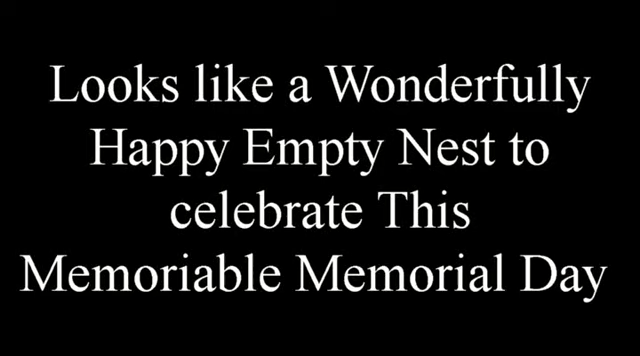 Looks like a Wonderfully
Happy Empty Nest to
celebrate This
Memoriable Memorial Day